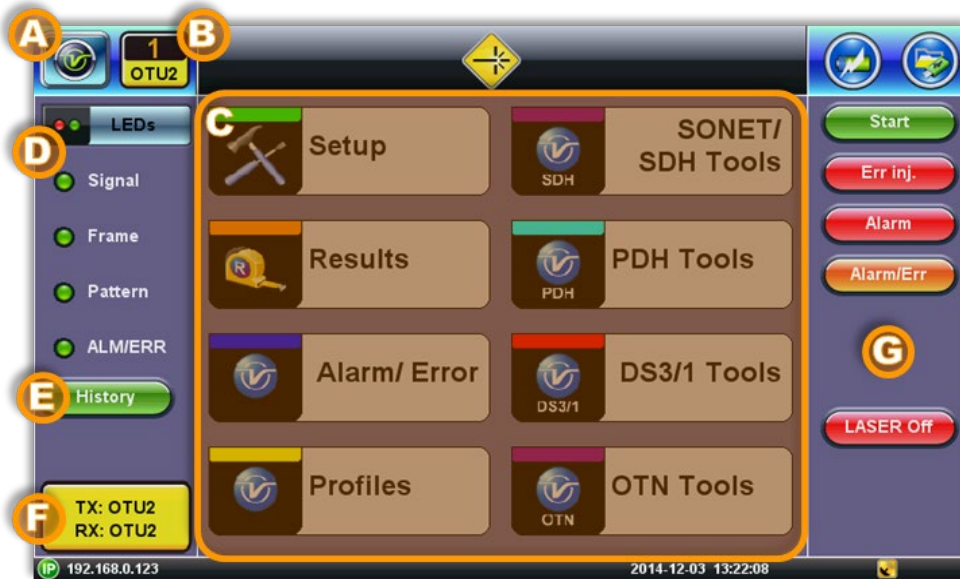 A
1
OTU2
B
LEDs
D
Signal
Frame
Pattern
ALM/ERR
E
History
F
TX: OTU2
RX: OTU2
C
Setup
SDH
SONET/
SDH Tools
R
Results
PDH
PDH Tools
Alarm/ Error
DS3/1
DS3/1 Tools
Profiles
OTN
OTN Tools
Start
Err inj.
Alarm
Alarm/Err
G
LASER Off
IP 192.168.0.123
2014-12-03 13:22:08